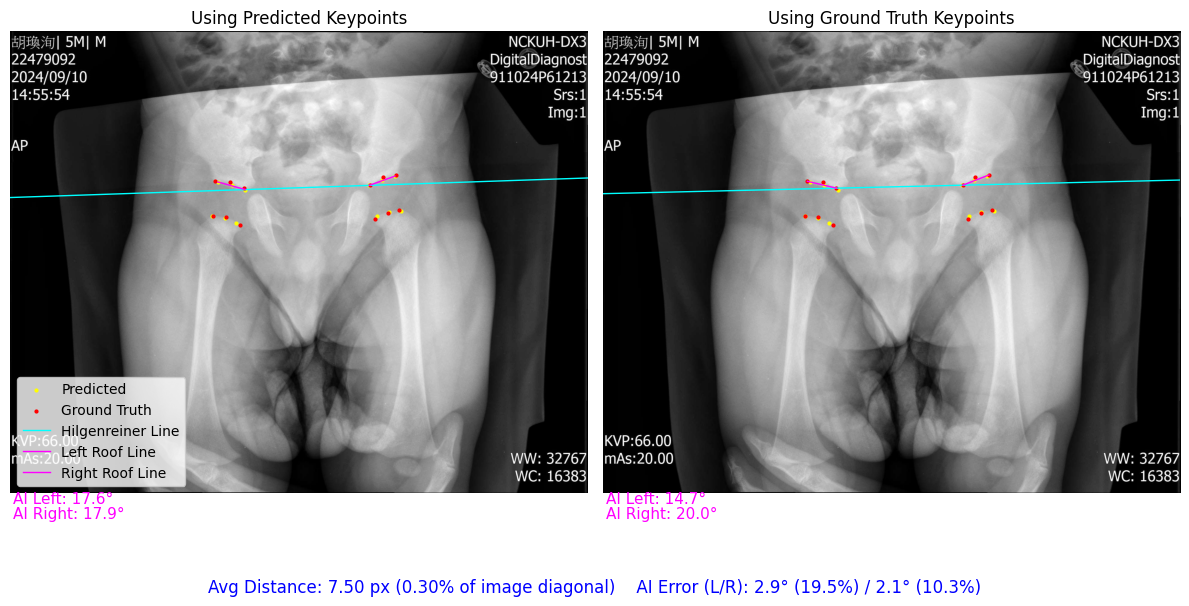 Using Predicted Keypoints
胡瑍洵| 5M| M
22479092
2024/09/10
14:55:54
AP
NCKUH-DX3
DigitalDiagnost
911024P61213
Srs:1
Img:1
Predicted
Ground Truth
Hilgenreiner Line
Left Roof Line
Right Roof Line
KVP:66.00
mAs:20.00
WW: 32767
WC: 16383
AI Left: 17.6°
AI Right: 17.9°
Using Ground Truth Keypoints
胡瑍洵| 5M| M
22479092
2024/09/10
14:55:54
AP
NCKUH-DX3
DigitalDiagnost
911024P61213
Srs:1
Img:1
KVP:66.00
mAs:20.00
WW: 32767
WC: 16383
AI Left: 14.7°
AI Right: 20.0°
Avg Distance: 7.50 px (0.30% of image diagonal) AI Error (L/R): 2.9° (19.5%) / 2.1° (10.3%)